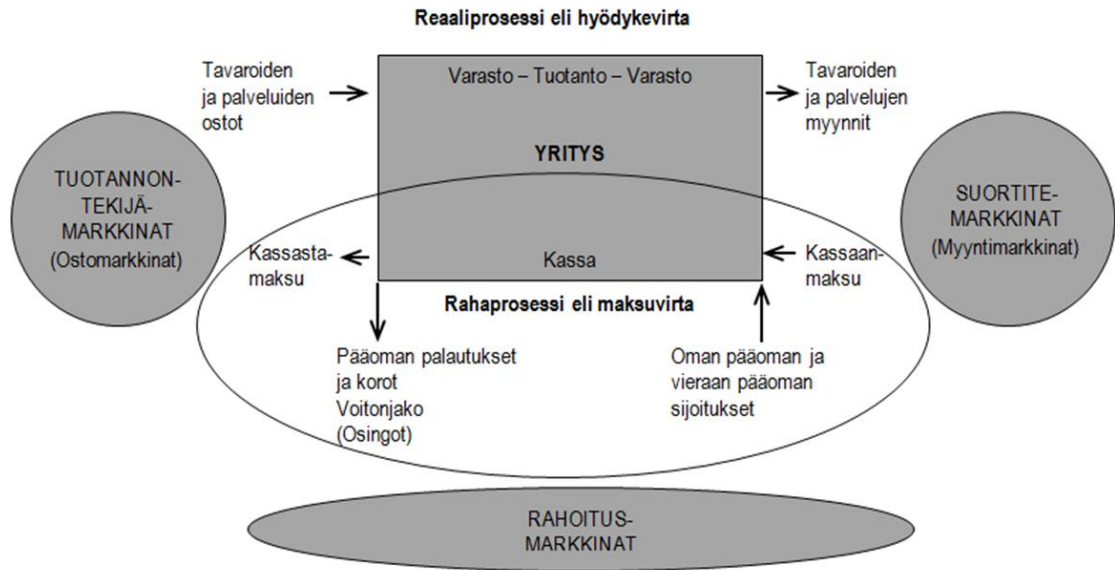 Reaaliprosessi eli hyödykevirta
Tavaroiden
ja palveluiden
ostot
Varasto – Tuotanto – Varasto
Tavaroiden
ja palvelujen
myynnit
YRITYS
TUOTANNON-
TEKIJÄ-
MARKKINAT
(Ostomarkkinat)
SUORTITE-
MARKKINAT
(Myyntimarkkinat)
Kassasta-
maksu
Kassa
Kassaan-
maksu
Rahaprosessi eli maksuvirta
Pääoman palautukset
ja korot
Voitonjako
(Osingot)
Oman pääoman ja
vieraan pääoman
sijoitukset
RAHOITUS-
MARKKINAT